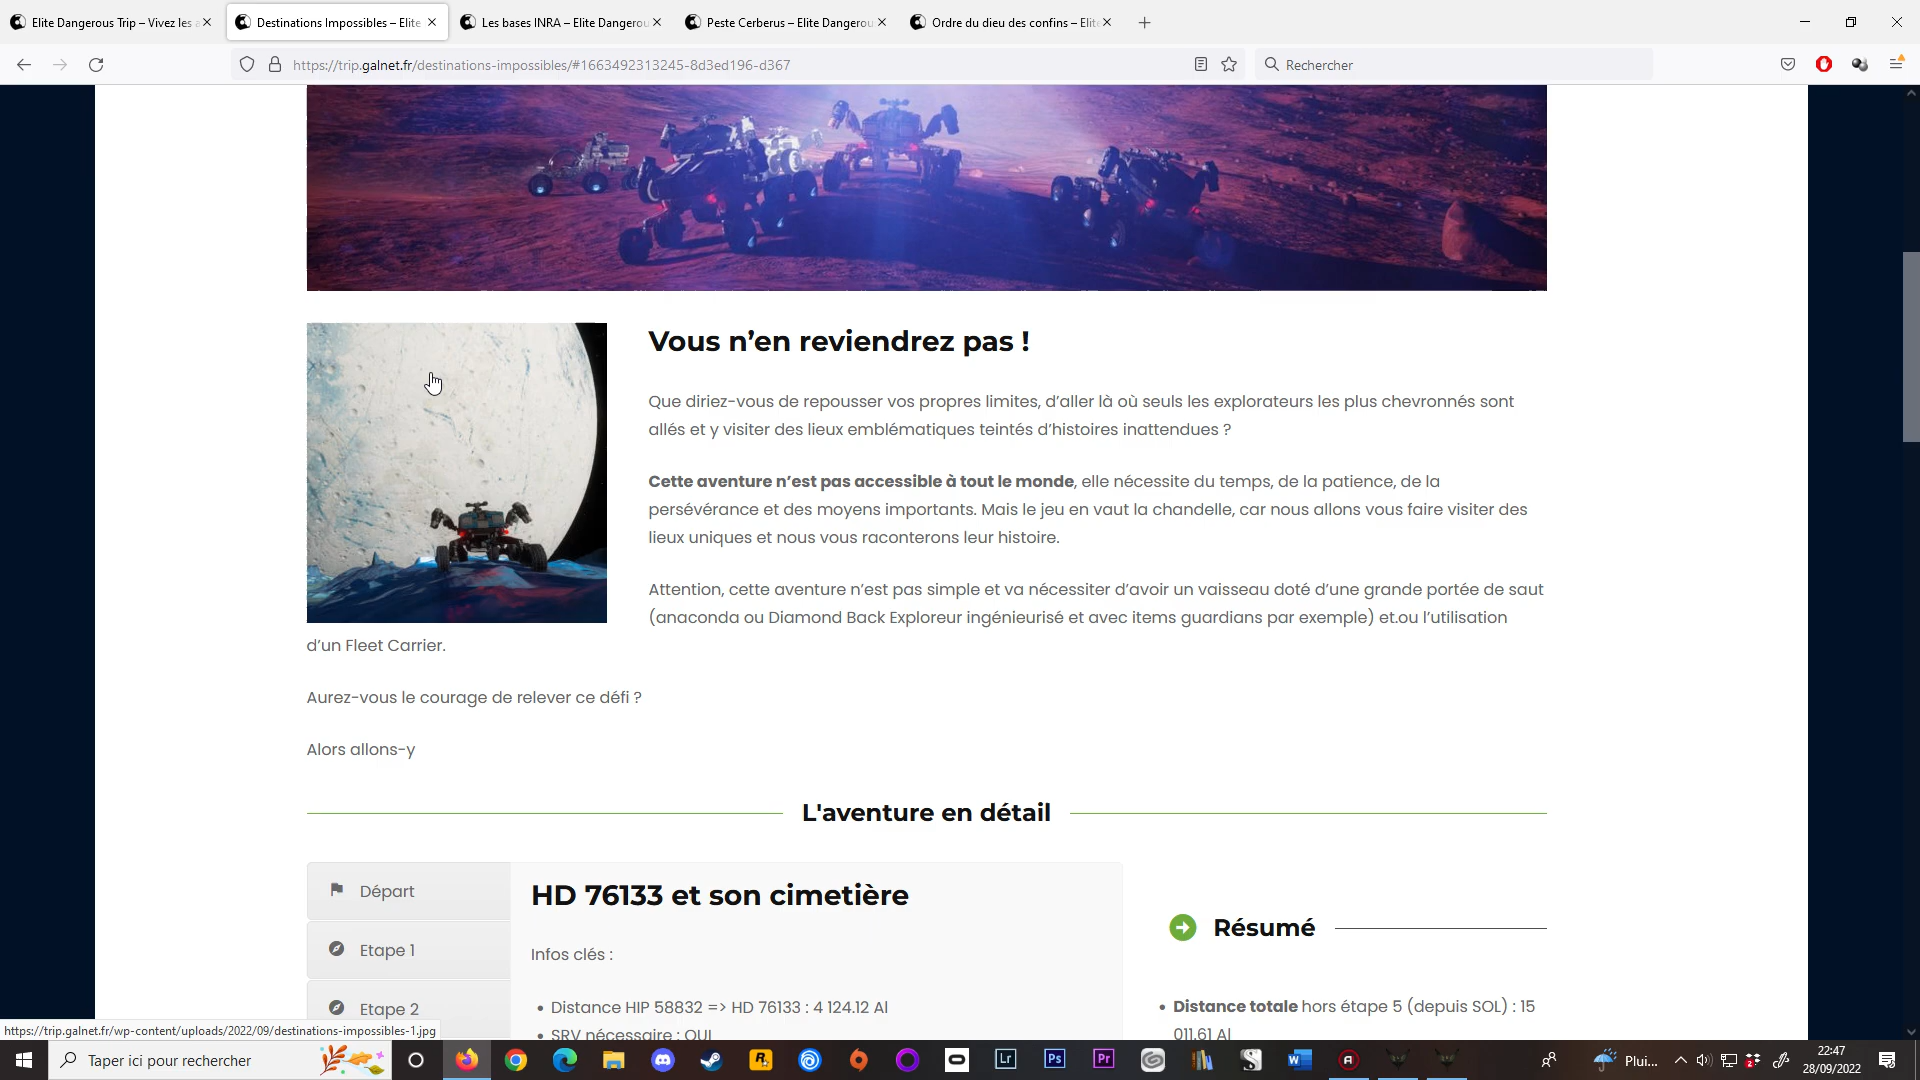 Elite Dangerous Trip – Vivez les a
Destinations Impossibles – Elite
Les bases INRA – Elite Dangerou
Peste Cerberus – Elite Dangerou
Ordre du dieu des confins – Elit
https://trip.galnet.fr/destinations-impossibles/#1663492313245-8d3ed196-d367
Rechercher
Vous n’en reviendrez pas !
Que diriez-vous de repousser vos propres limites, d’aller là où seuls les explorateurs les plus chevronnés sont
allés et y visiter des lieux emblématiques teintés d’histoires inattendues ?
Cette aventure n’est pas accessible à tout le monde, elle nécessite du temps, de la patience, de la
persévérance et des moyens importants. Mais le jeu en vaut la chandelle, car nous allons vous faire visiter des
lieux uniques et nous vous raconterons leur histoire.
Attention, cette aventure n’est pas simple et va nécessiter d’avoir un vaisseau doté d’une grande portée de saut
(anaconda ou Diamond Back Exploreur ingénieurisé et avec items guardians par exemple) et.ou l’utilisation
d’un Fleet Carrier.
Aurez-vous le courage de relever ce défi ?
Alors allons-y
L'aventure en détail
Départ
Etape 1
Etape 2
HD 76133 et son cimetière
Infos clés :
• Distance HIP 58832 => HD 76133 : 4 124.12 Al
• SRV nécessaire : OUI
Résumé
• Distance totale hors étape 5 (depuis SOL) : 15
011.61 Al
https://trip.galnet.fr/wp-content/uploads/2022/09/destinations-impossibles-1.jpg
Taper ici pour rechercher
R
Lr
Ps
Pr
W
Plui...
2
22:47
28/09/2022